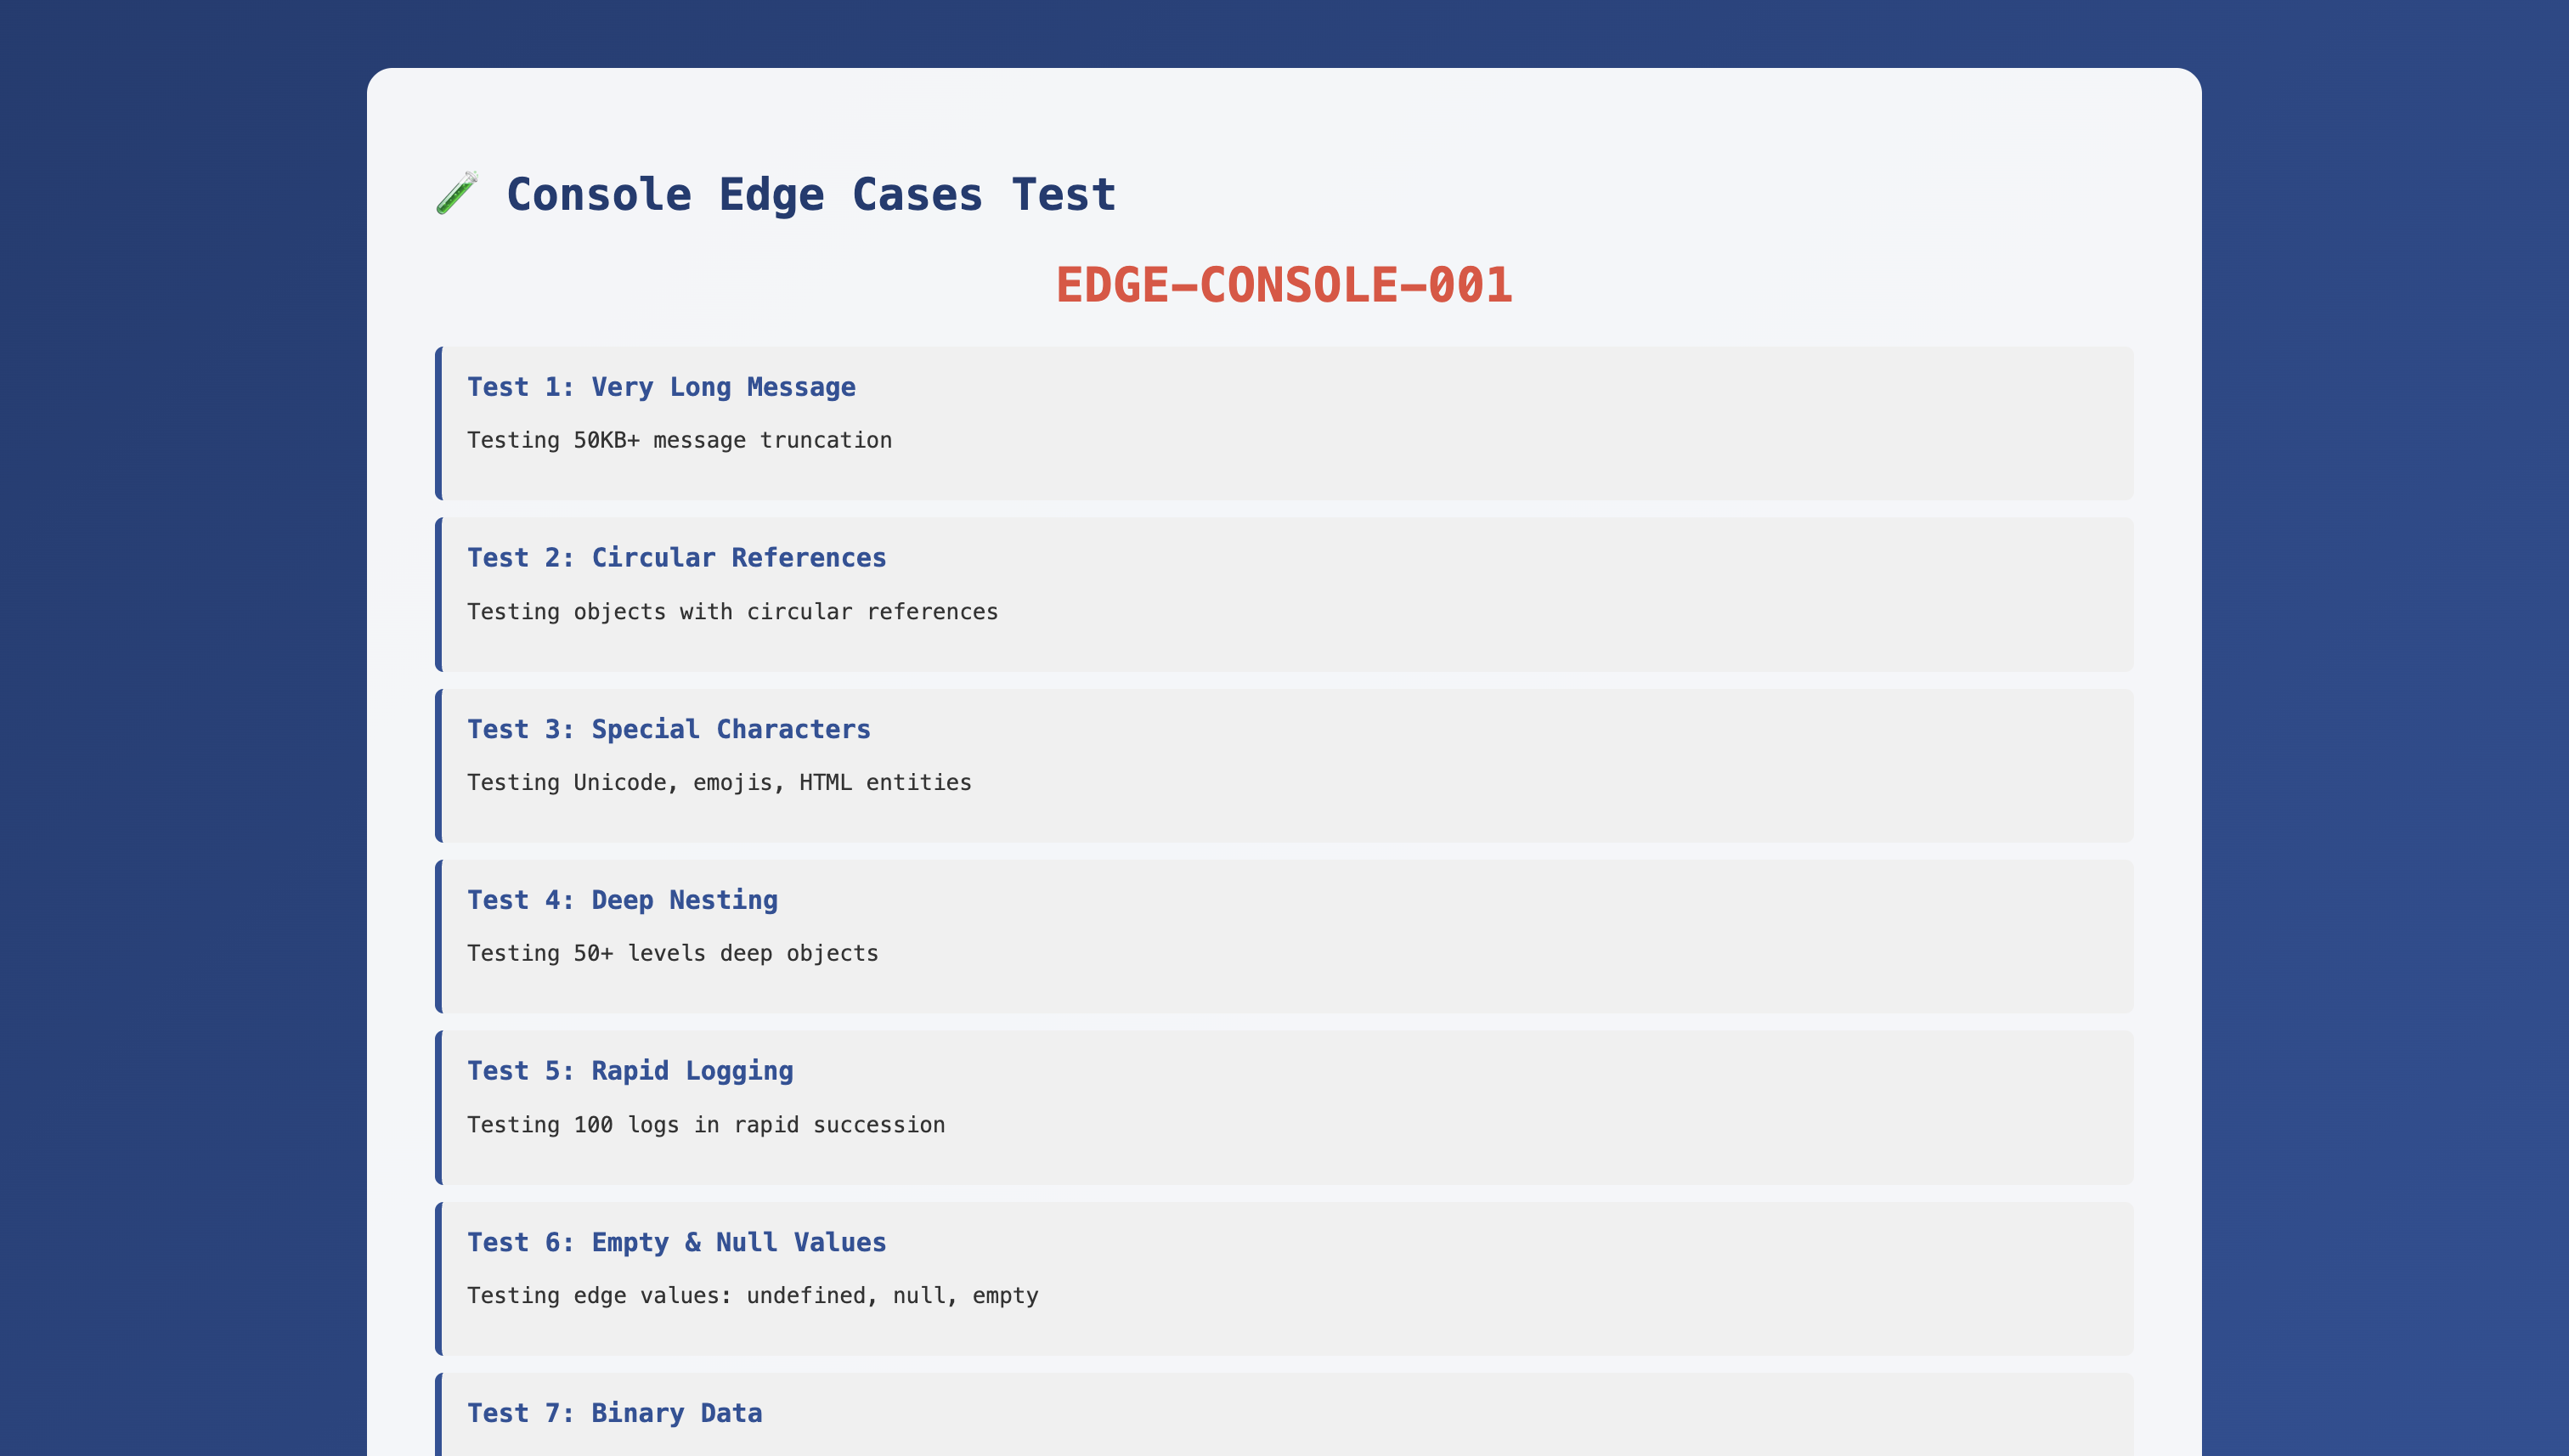 🧪 Console Edge Cases Test
EDGE-CONSOLE-001
Test 1: Very Long Message
Testing 50KB+ message truncation
Test 2: Circular References
Testing objects with circular references
Test 3: Special Characters
Testing Unicode, emojis, HTML entities
Test 4: Deep Nesting
Testing 50+ levels deep objects
Test 5: Rapid Logging
Testing 100 logs in rapid succession
Test 6: Empty & Null Values
Testing edge values: undefined, null, empty
Test 7: Binary Data